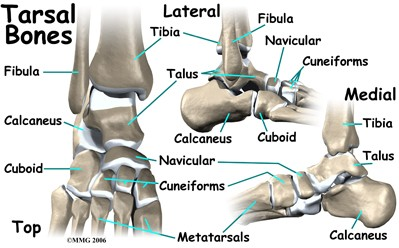 Tarsal
Bones
Lateral
Tibia
Fibula
Navicular
Cuneiforms
Fibula
Talus
Medial
Calcaneus
Calcaneus
Cuboid
Tibia
Cuboid
Navicular
Talus
Cuneiforms
Top
Metatarsals
Calcaneus
©MMG 2006